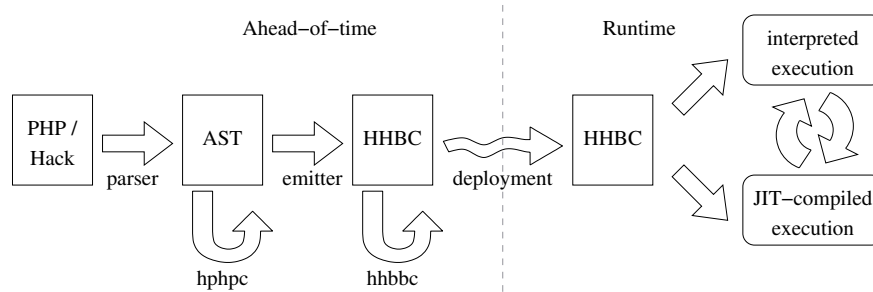 Ahead-of-time
Runtime
PHP /
Hack
parser
AST
hphpc
emitter
HHBC
hhbbc
deployment
HHBC
interpreted
execution
JIT-compiled
execution